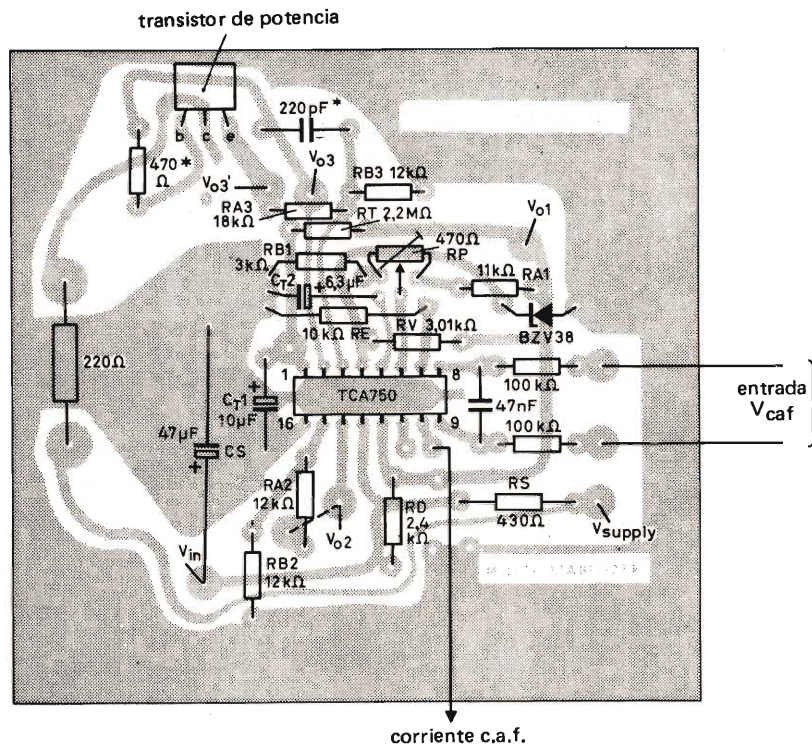 transistor de potencia
b c e
220pF*
470*
Ω
Vo3'
Vo3
RB3 12kΩ
RA3
18kΩ
RT 2,2MΩ
Vo1
RB1
3kΩ
470Ω
RP
11kΩ RA1
CT2
+6,3µF
BZV38
10kΩ RE
RV 3,01kΩ
220Ω
1
TCA750
8
16
9
CT1
10µF
+
47nF
100kΩ
100kΩ
entrada
Vcaf
47µF
CS
+
RA2
12kΩ
Vo2
RD
2,4
kΩ
RS
430Ω
Vsupply
Vin
RB2
12kΩ
corriente c.a.f.